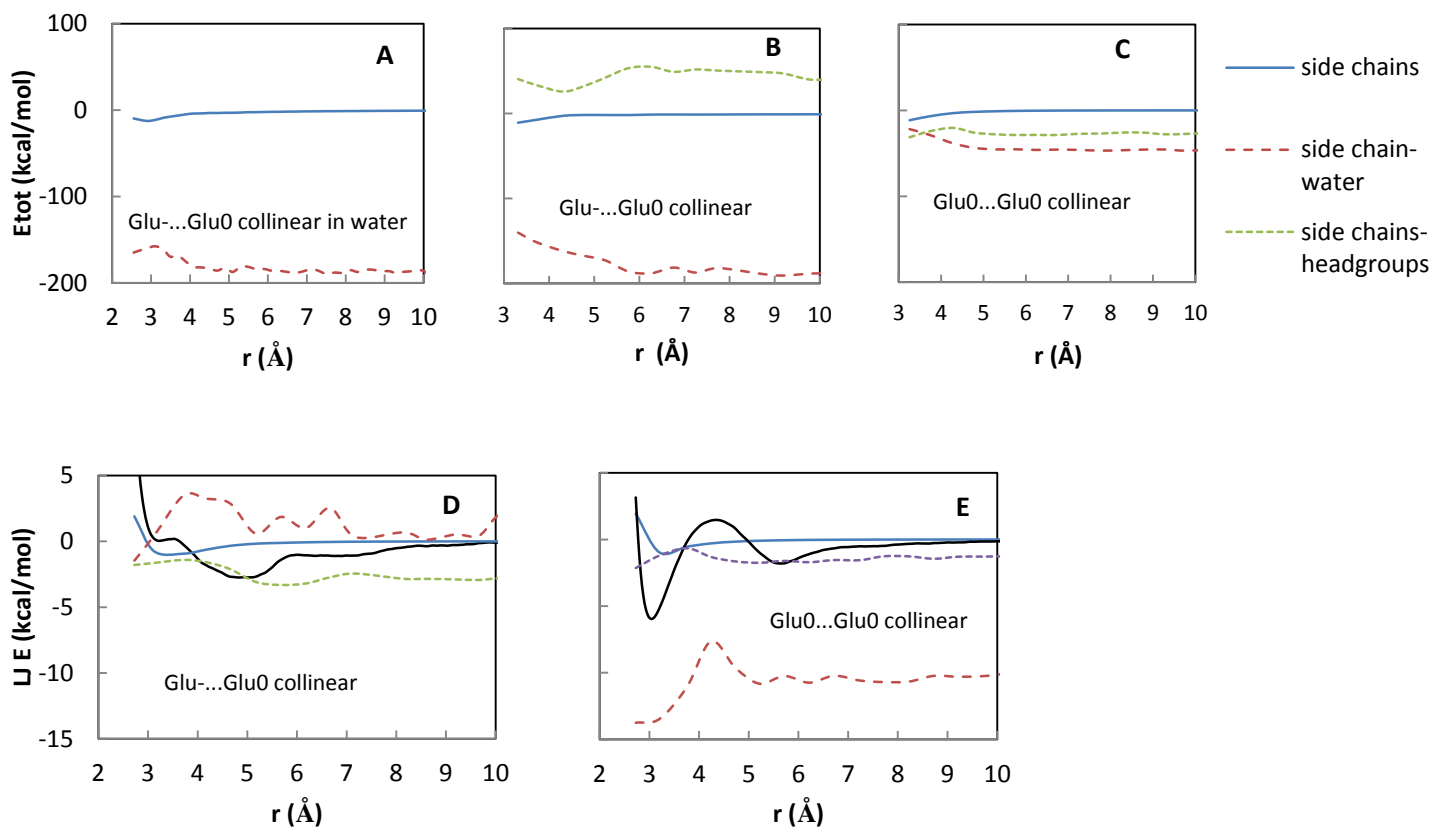 A
B
C
Etot (kcal/mol)
100
0
-100
-200
Glu-...Glu0 collinear in water
Glu-...Glu0 collinear
Glu0...Glu0 collinear
2 3 4 5 6 7 8 9 10
3 4 5 6 7 8 9 10
3 4 5 6 7 8 9 10
r (Å)
r (Å)
r (Å)
side chains
side chain-
water
side chains-
headgroups
D
E
LJ E (kcal/mol)
5
0
-5
-10
-15
Glu-...Glu0 collinear
Glu0...Glu0 collinear
2 3 4 5 6 7 8 9 10
2 3 4 5 6 7 8 9 10
r (Å)
r (Å)